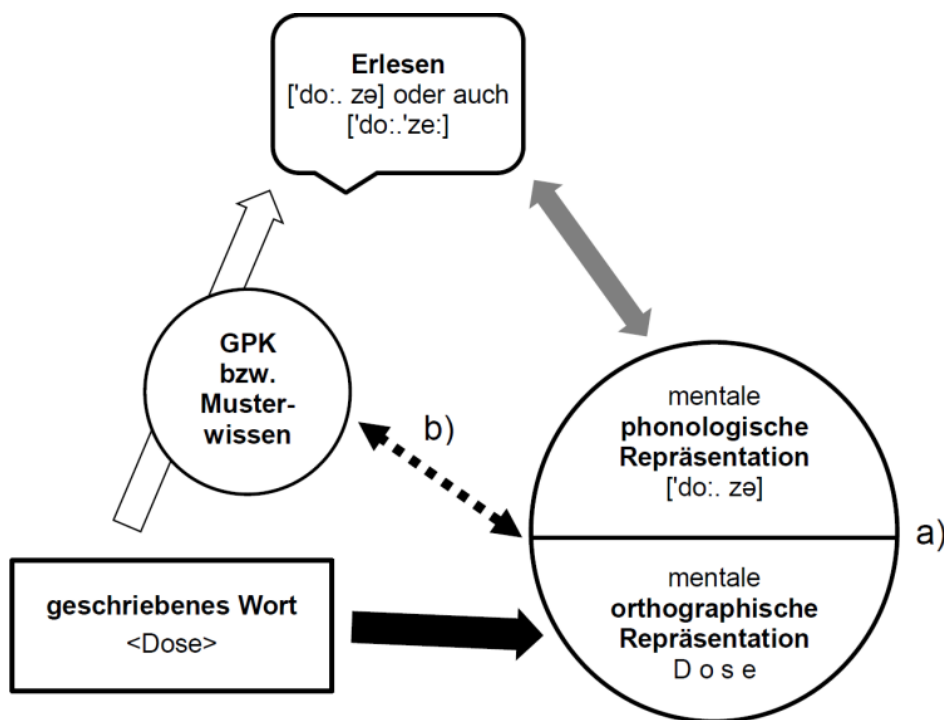 Erlesen
['do:. zə] oder auch
['do:.'ze:]
GPK
bzw.
Muster-
wissen
b)
mentale
phonologische
Repräsentation
['do:. zə]
a)
geschriebenes Wort
<Dose>
mentale
orthographische
Repräsentation
D o s e